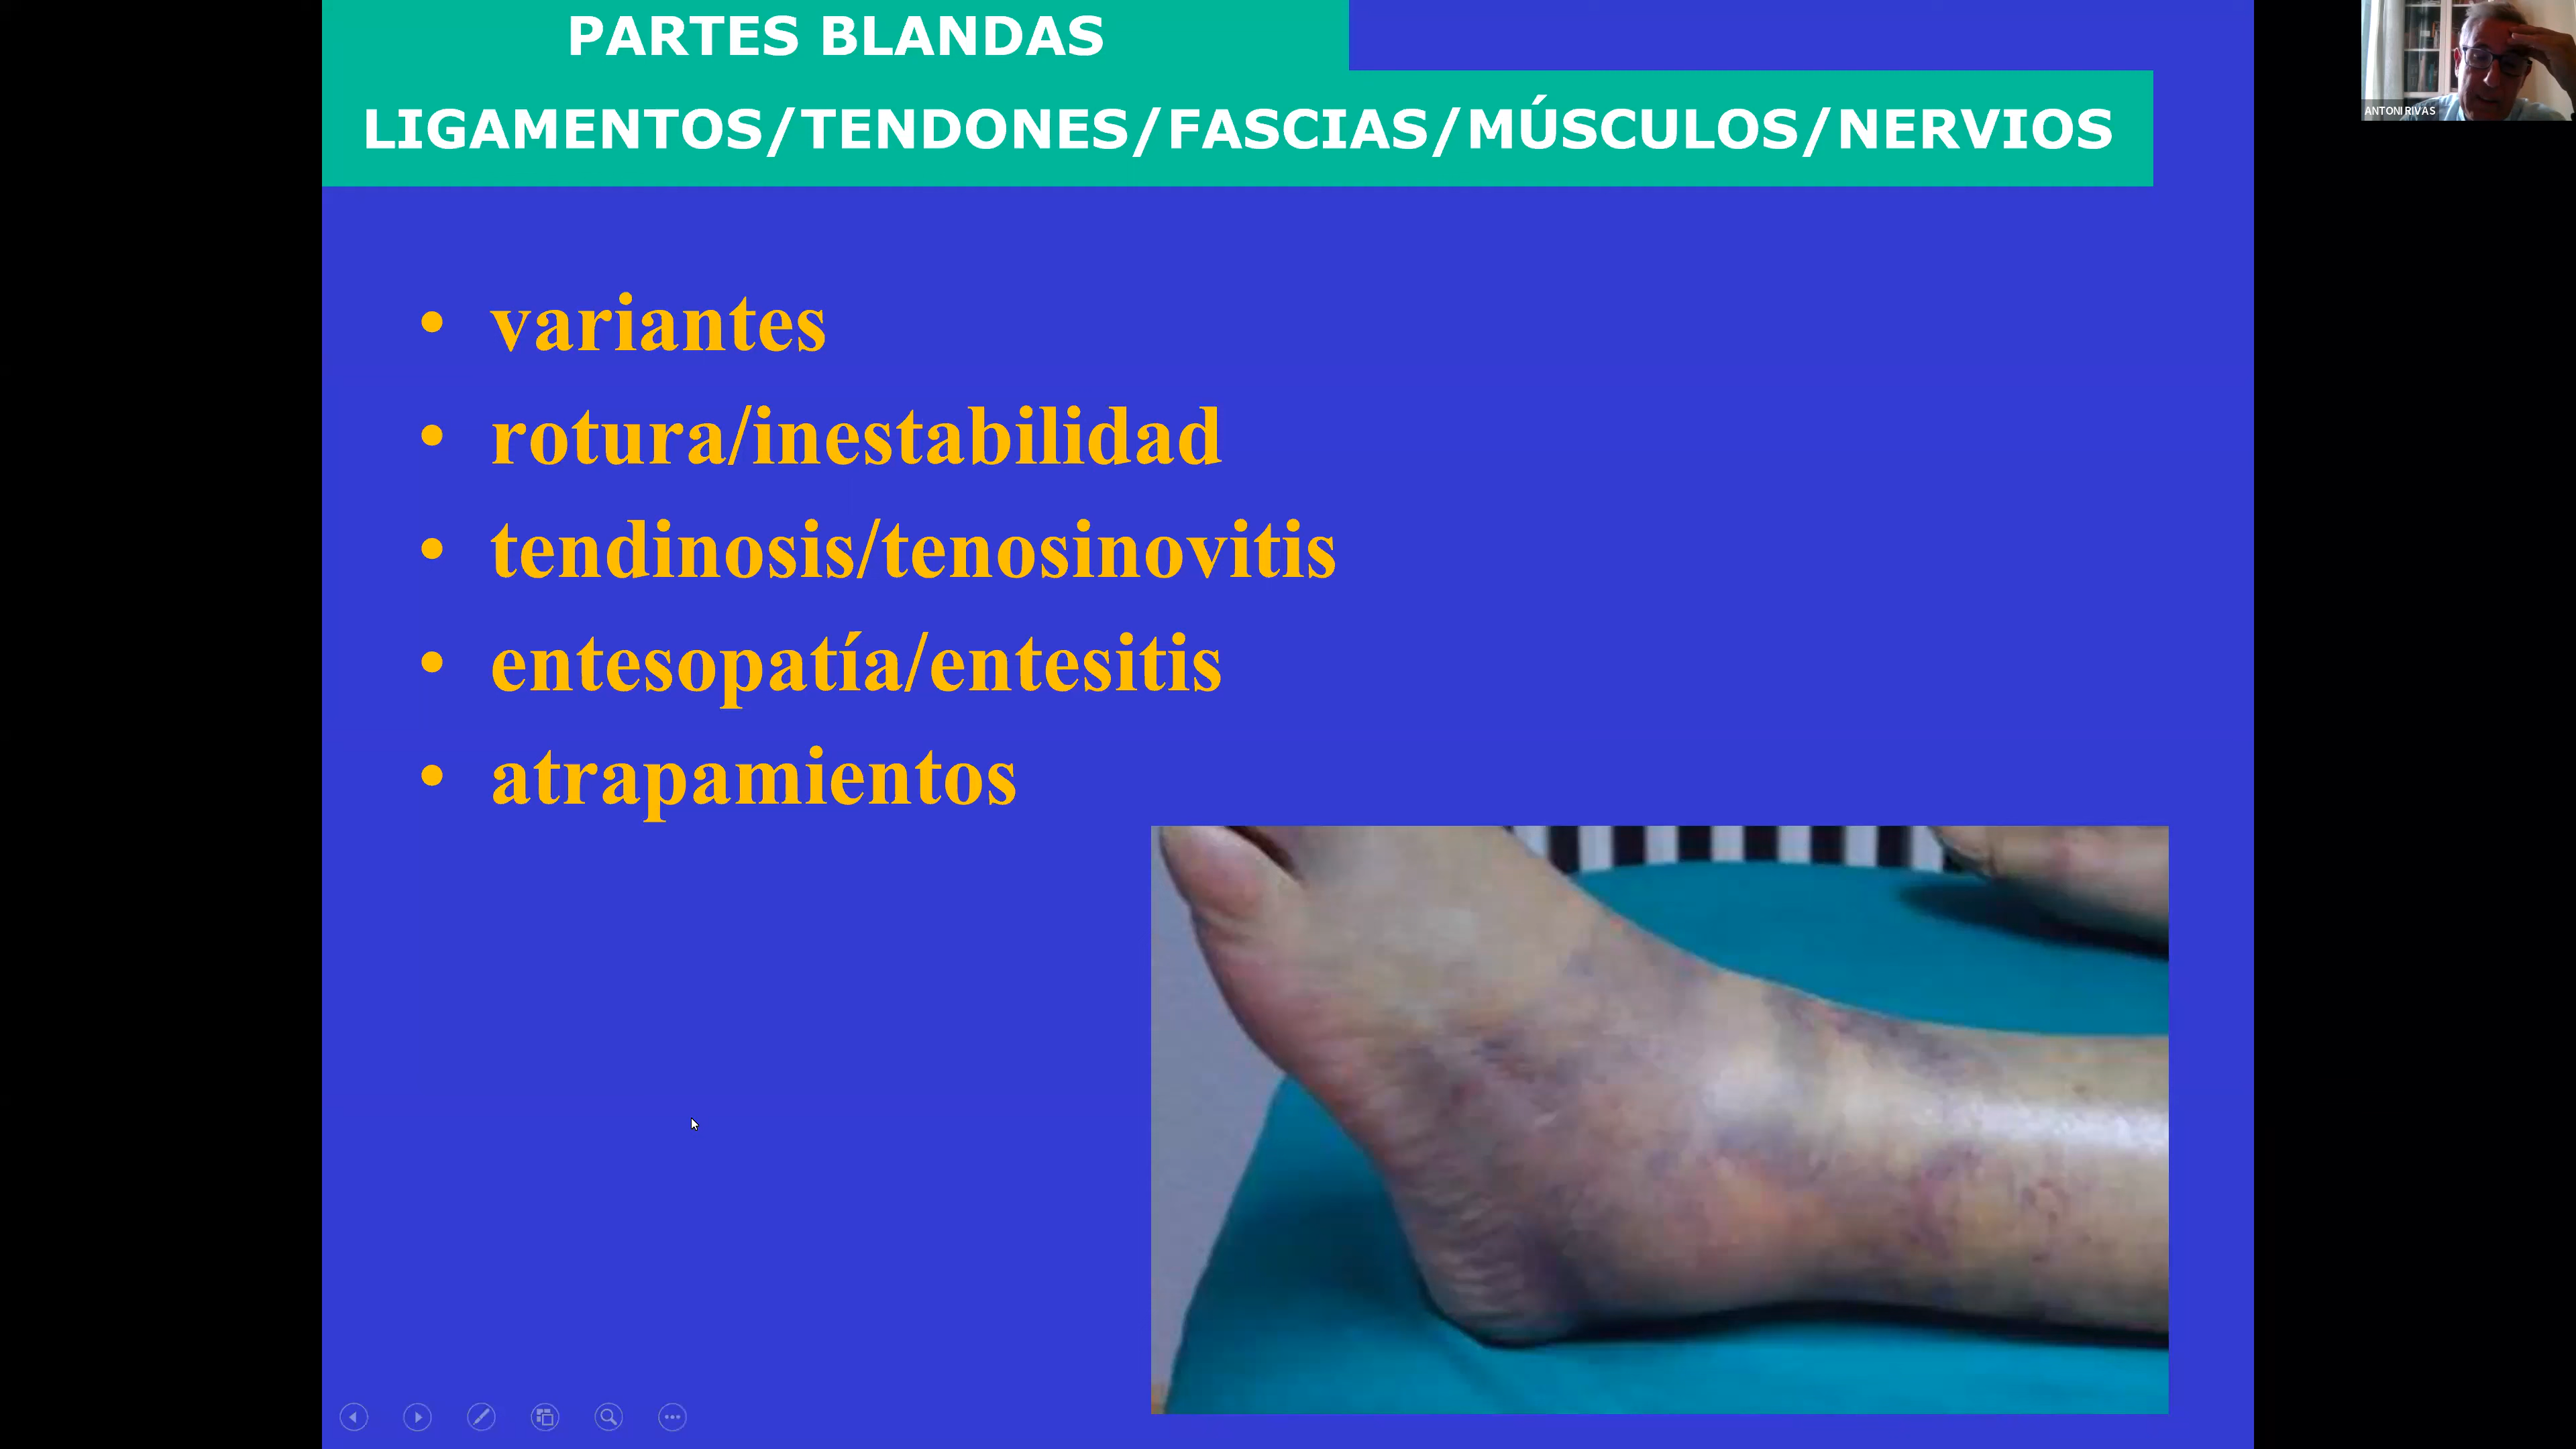 PARTES BLANDAS
LIGAMENTOS/TENDONES/FASCIAS/MÚSCULOS/NERVIOS
ANTONI RIVAS
• variantes
• rotura/inestabilidad
• tendinosis/tenosinovitis
• entesopatía/entesitis
• atrapamientos